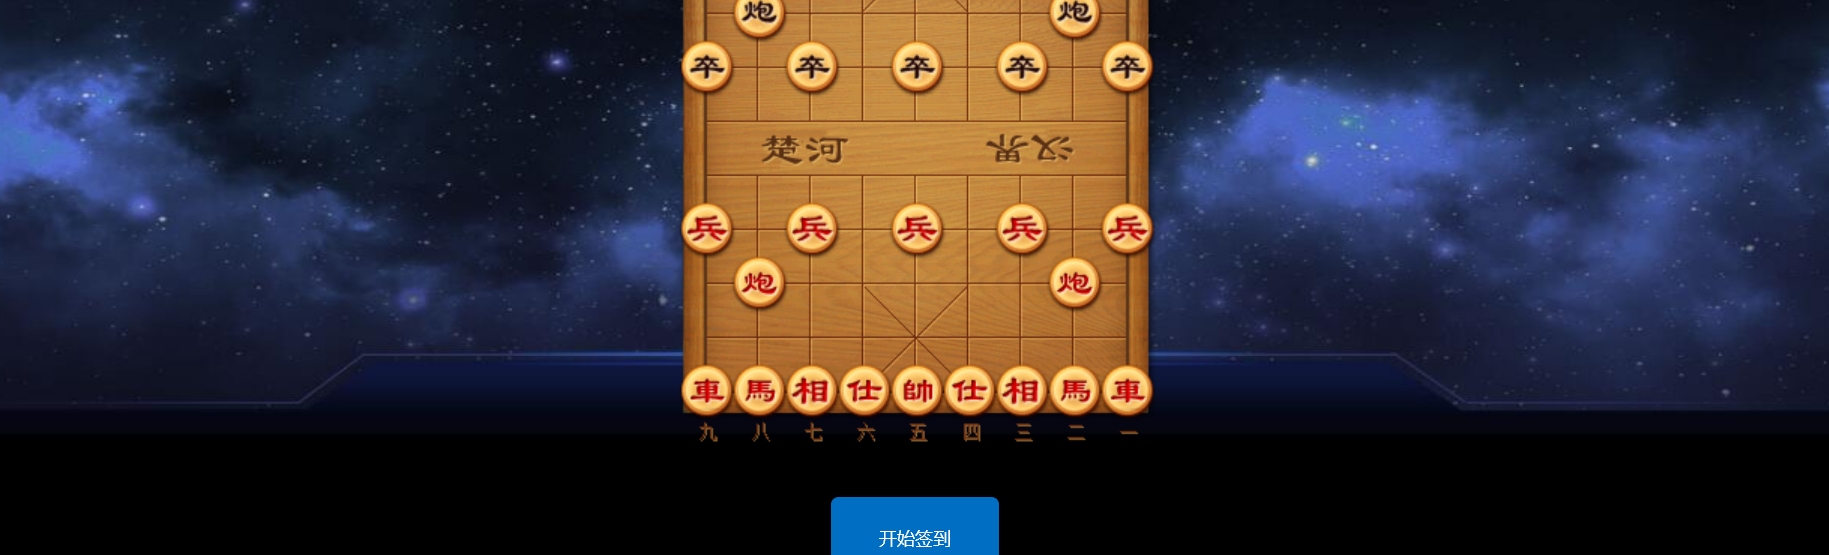 炮 炮
卒 卒 卒 卒 卒
楚河 汉界
兵 兵 兵 兵 兵
炮 炮
車 馬 相 仕 帥 仕 相 馬 車
九 八 七 六 五 四 三 二 一
开始签到